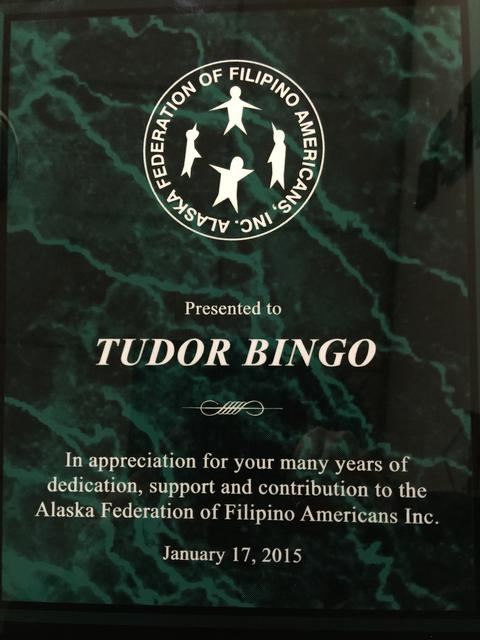 ALASKA FEDERATION OF FILIPINO AMERICANS, INC.
Presented to
TUDOR BINGO
In appreciation for your many years of
dedication, support and contribution to the
Alaska Federation of Filipino Americans Inc.
January 17, 2015